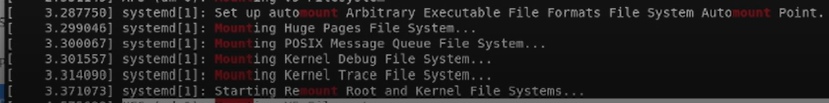 [    3.287750] systemd[1]: Set up automount Arbitrary Executable File Formats File System Automount Point.
[    3.299046] systemd[1]: Mounting Huge Pages File System...
[    3.300067] systemd[1]: Mounting POSIX Message Queue File System...
[    3.301557] systemd[1]: Mounting Kernel Debug File System...
[    3.314090] systemd[1]: Mounting Kernel Trace File System...
[    3.371073] systemd[1]: Starting Remount Root and Kernel File Systems...